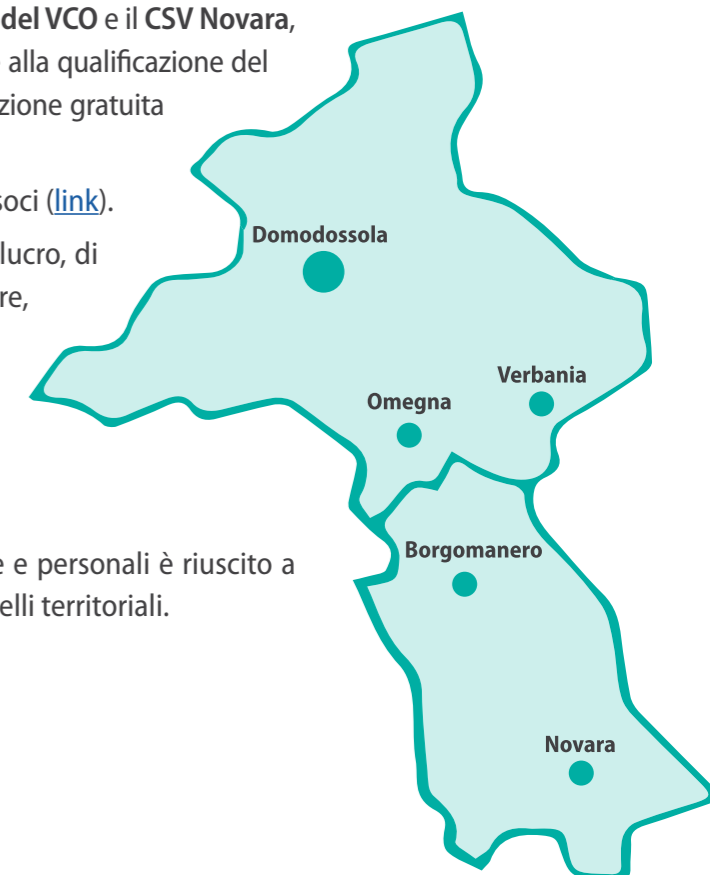 del VCO e il CSV Novara,
alla qualificazione del
zione gratuita
soci (link).
lucro, di
re,
e e personali è riuscito a
elli territoriali.
Domodossola
Verbania
Omegna
Borgomanero
Novara